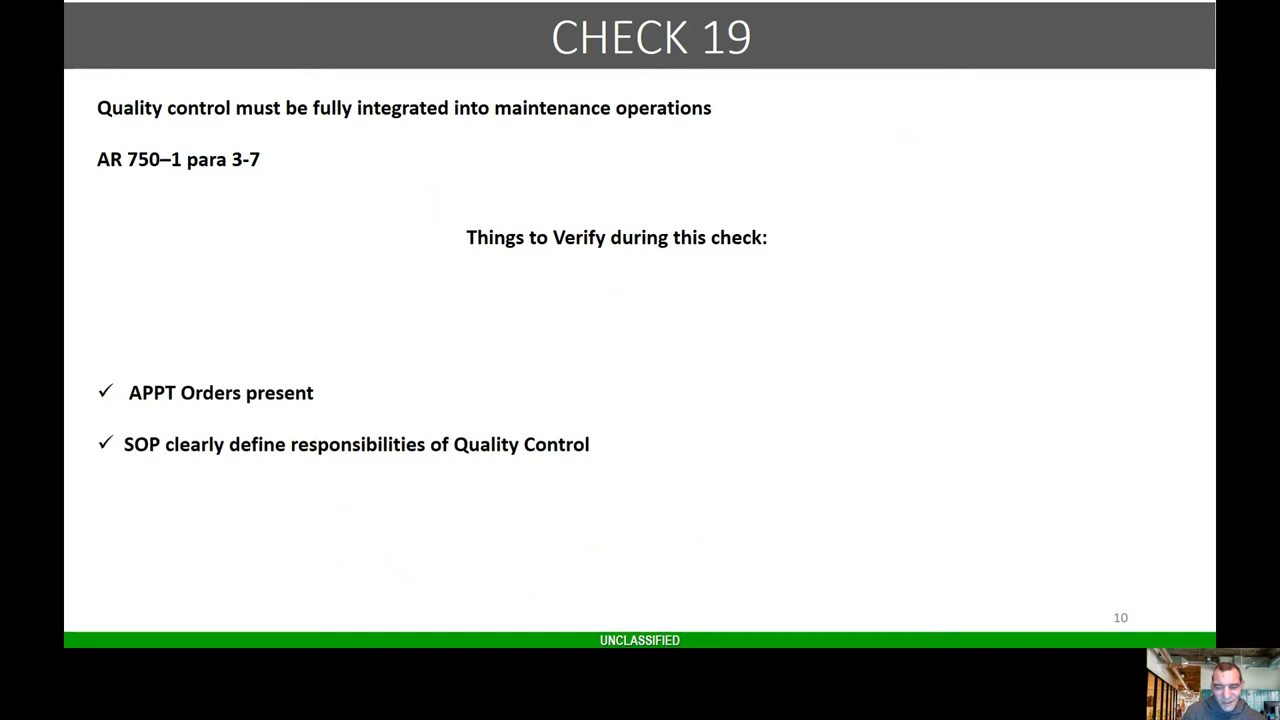 CHECK 19
Quality control must be fully integrated into maintenance operations
AR 750–1 para 3-7
Things to Verify during this check:
✓ APPT Orders present
✓ SOP clearly define responsibilities of Quality Control
10
UNCLASSIFIED